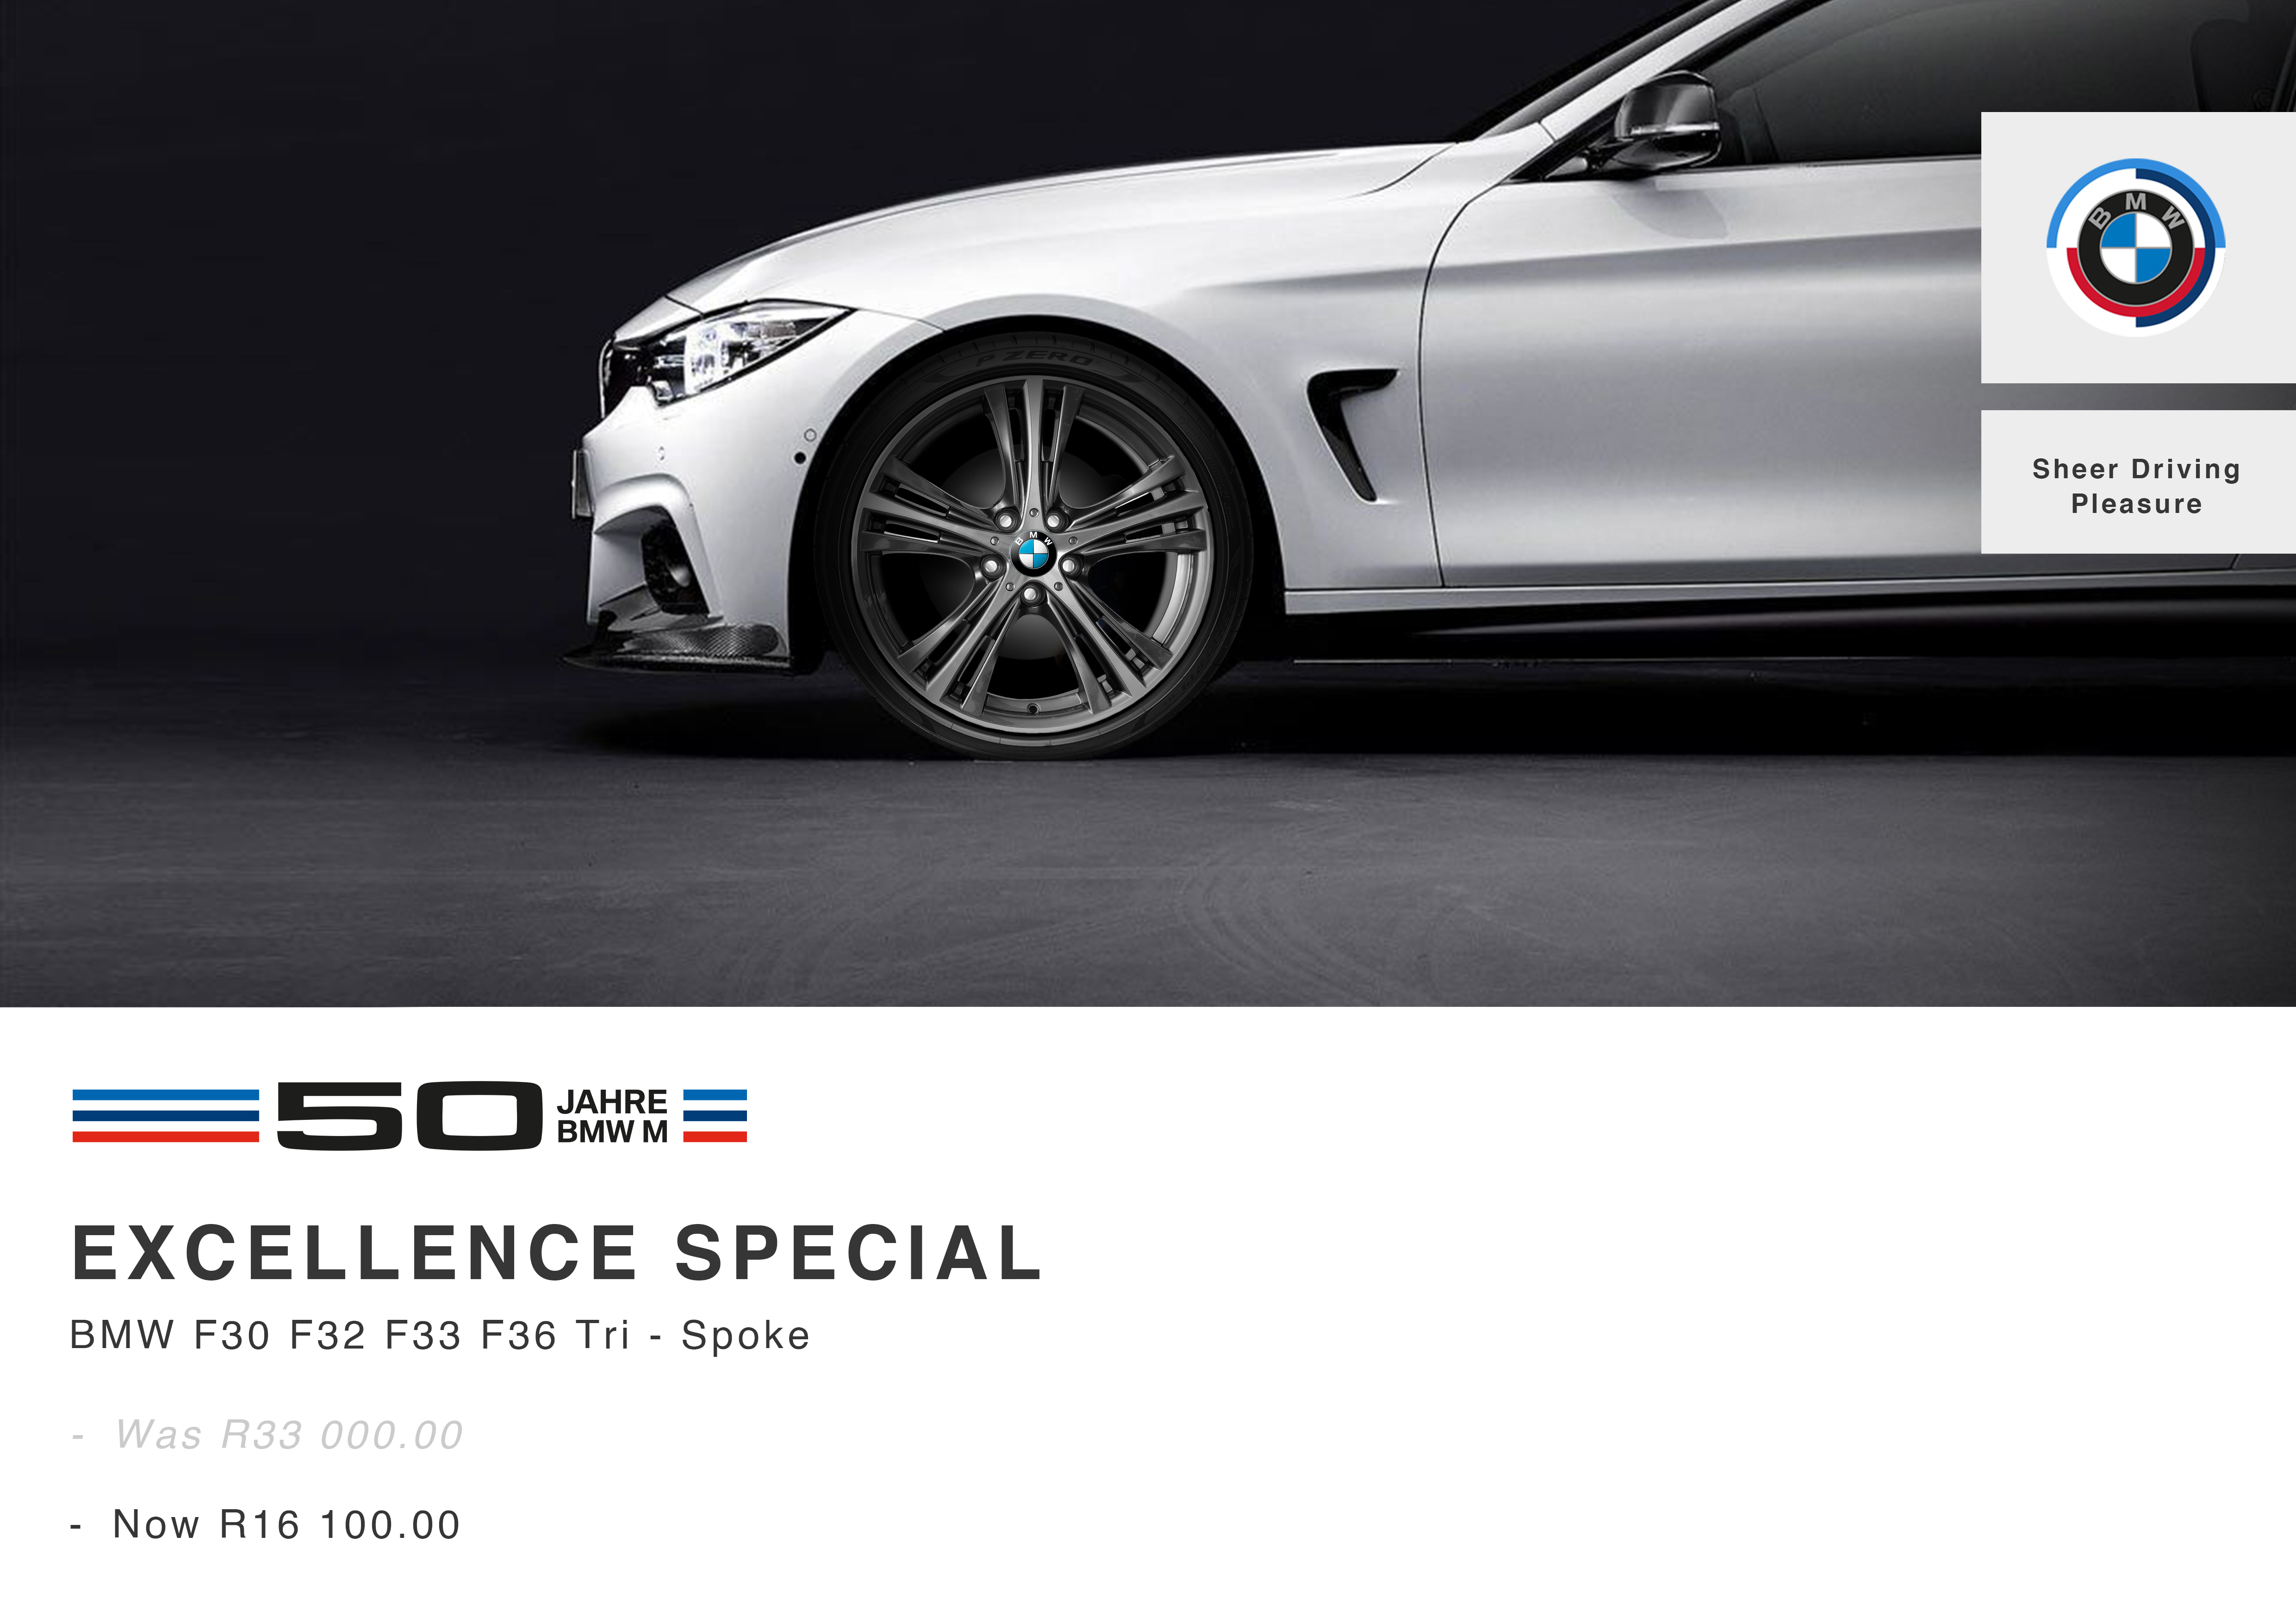 P ZERO
BMW
BMW
Sheer Driving
Pleasure
50 JAHRE
BMW M
EXCELLENCE SPECIAL
BMW F30 F32 F33 F36 Tri - Spoke
- Was R33 000.00
- Now R16 100.00